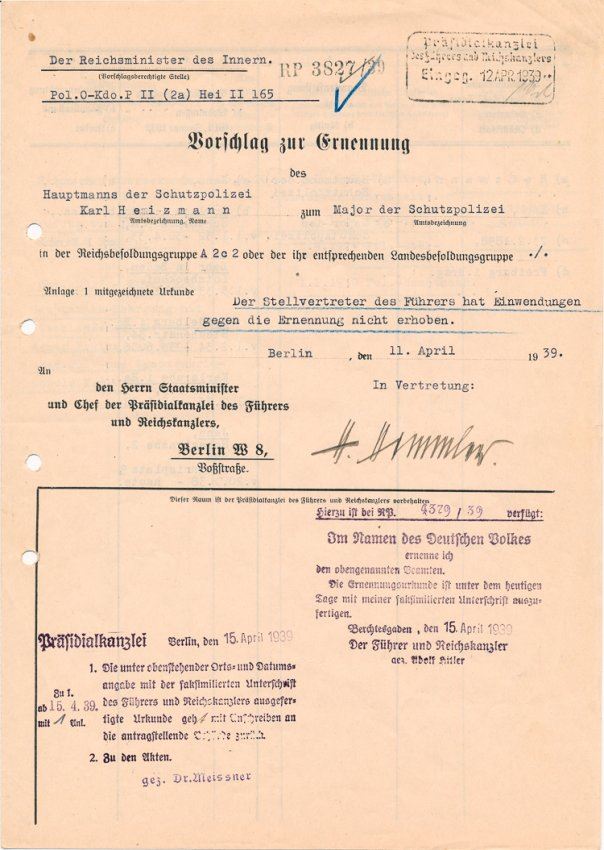 Der Reichsminister des Innern.
(Vorschlagsberechtigte Stelle)
Pol.O-Kdo.P II (2a) Hei II 165
RP 3827/39
Präsidialkanzlei
des Führers und Reichskanzlers
Eingeg. 12 APR. 1939
Vorschlag zur Ernennung
des
Hauptmanns der Schutzpolizei
Karl Heizmann zum Major der Schutzpolizei
Amtsbezeichnung, Name Amtsbezeichnung
in der Reichsbesoldungsgruppe A 2c 2 oder der ihr entsprechenden Landesbesoldungsgruppe ./.
Anlage: 1 mitgezeichnete Urkunde
Der Stellvertreter des Führers hat Einwendungen
gegen die Ernennung nicht erhoben.
Berlin, den 11. April 1939.
An
den Herrn Staatsminister
und Chef der Präsidialkanzlei des Führers
und Reichskanzlers,
Berlin W 8,
Voßstraße.
In Vertretung:
H. Himmler.
Dieser Raum ist der Präsidialkanzlei des Führers und Reichskanzlers vorbehalten
Hierzu ist bei RP. 4329/39 verfügt:
Im Namen des Deutschen Volkes
ernenne ich
den obengenannten Beamten.
Die Ernennungsurkunde ist unter dem heutigen
Tage mit meiner faksimilierten Unterschrift auszu-
fertigen.
Berchtesgaden, den 15. April 1939
Der Führer und Reichskanzler
gez. Adolf Hitler
Präsidialkanzlei Berlin, den 15. April 1939
1. Die unter obenstehender Orts- und Datums-
angabe mit der faksimilierten Unterschrift
des Führers und Reichskanzlers ausgefer-
tigte Urkunde geht mit Anschreiben an
die antragstellende Behörde zurück.
2. Zu den Akten.
gez. Dr. Meissner
Zu 1.
ab 15. 4. 39.
mit 1 Anl.